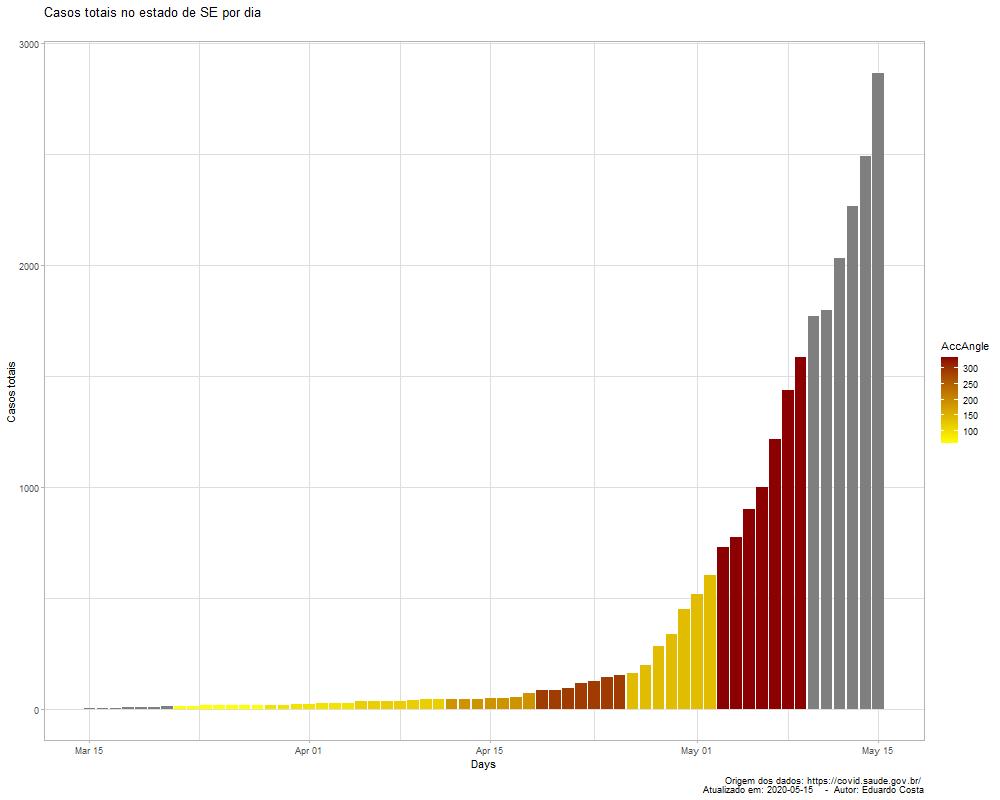 Casos totais no estado de SE por dia
3000
2000
1000
0
Casos totais
Mar 15
Apr 01
Apr 15
May 01
May 15
Days
AccAngle
300
250
200
150
100
Origem dos dados: https://covid.saude.gov.br/
Atualizado em: 2020-05-15 - Autor: Eduardo Costa